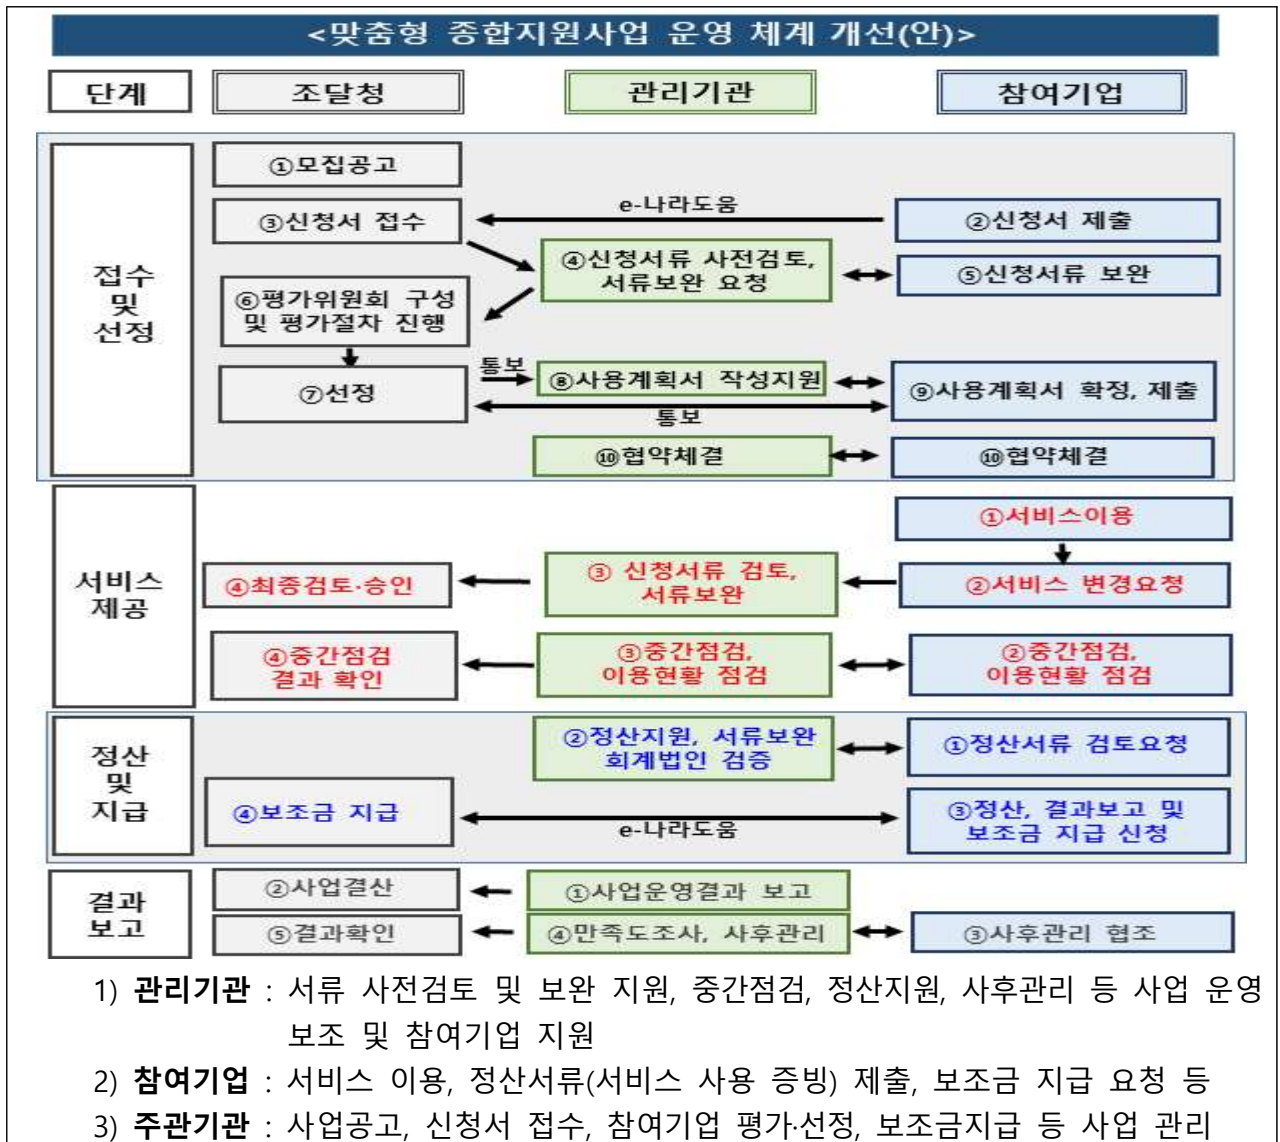 <맞춤형 종합지원사업 운영 체계 개선(안)>
단계
조달청
관리기관
참여기업
접수
및
선정
①모집공고
③신청서 접수
e-나라도움
②신청서 제출
④신청서류 사전검토,
서류보완 요청
⑤신청서류 보완
⑥평가위원회 구성
및 평가절차 진행
⑦선정
통보
⑧사용계획서 작성지원
⑨사용계획서 확정, 제출
통보
⑩협약체결
⑩협약체결
서비스
제공
①서비스이용
④최종검토·승인
③ 신청서류 검토,
서류보완
②서비스 변경요청
④중간점검
결과 확인
③중간점검,
이용현황 점검
②중간점검,
이용현황 점검
정산
및
지급
②정산지원, 서류보완
회계법인 검증
①정산서류 검토요청
④보조금 지급
e-나라도움
③정산, 결과보고 및
보조금 지급 신청
결과
보고
②사업결산
①사업운영결과 보고
⑤결과확인
④만족도조사, 사후관리
③사후관리 협조
1) 관리기관 : 서류 사전검토 및 보완 지원, 중간점검, 정산지원, 사후관리 등 사업 운영
보조 및 참여기업 지원
2) 참여기업 : 서비스 이용, 정산서류(서비스 사용 증빙) 제출, 보조금 지급 요청 등
3) 주관기관 : 사업공고, 신청서 접수, 참여기업 평가·선정, 보조금지급 등 사업 관리